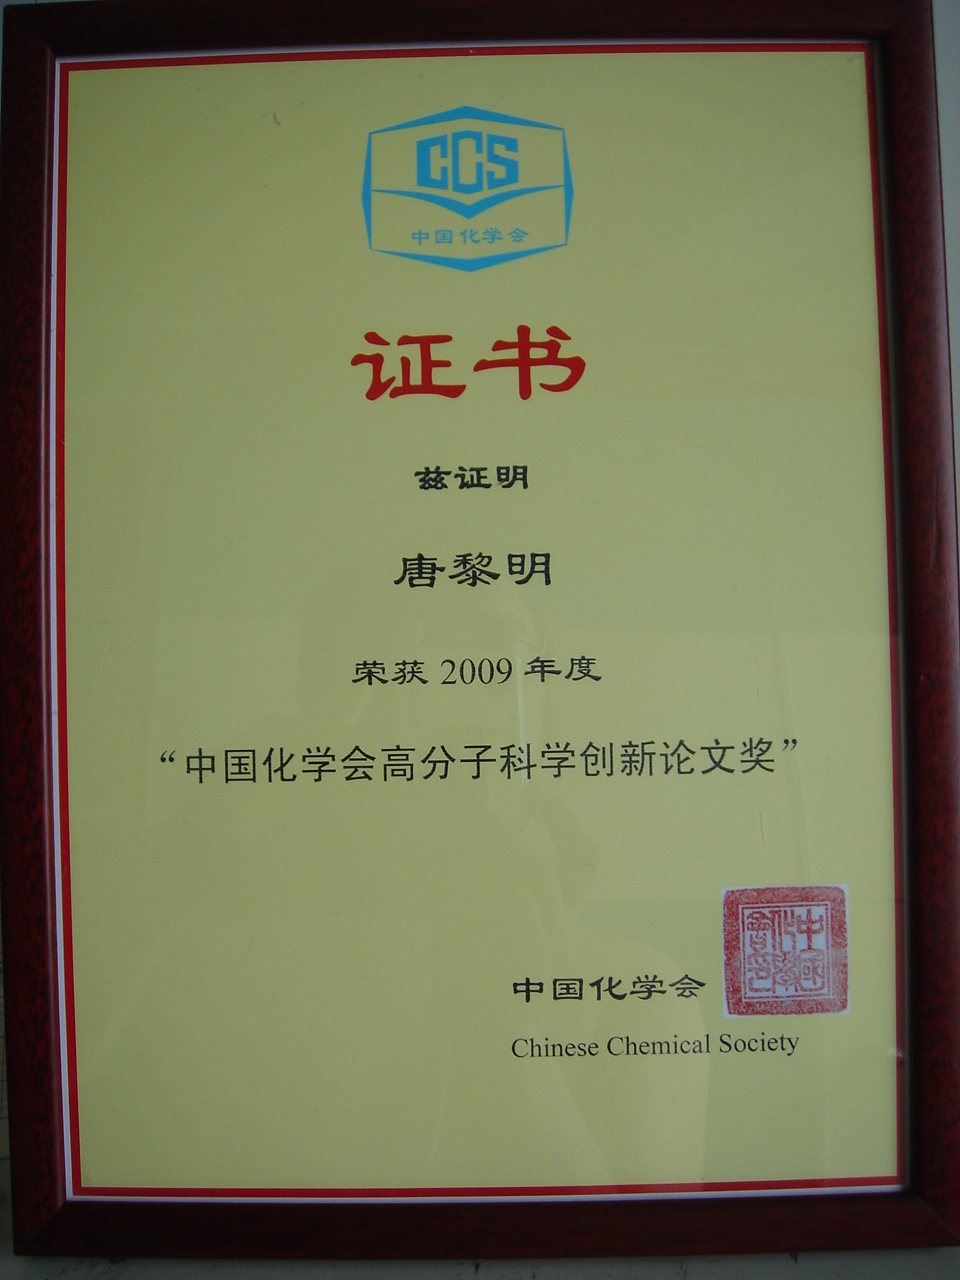 CCS
中国化学会
证书
兹证明
唐黎明
荣获 2009 年度
“中国化学会高分子科学创新论文奖”
中国化学会
Chinese Chemical Society